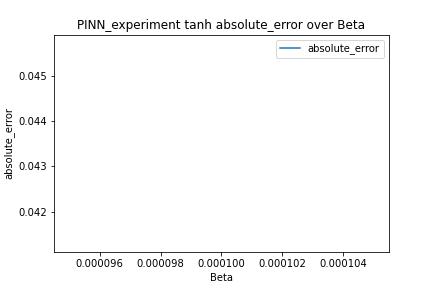 PINN_experiment tanh absolute_error over Beta
absolute_error
0.045
0.044
0.043
0.042
absolute_error
0.000096 0.000098 0.000100 0.000102 0.000104
Beta